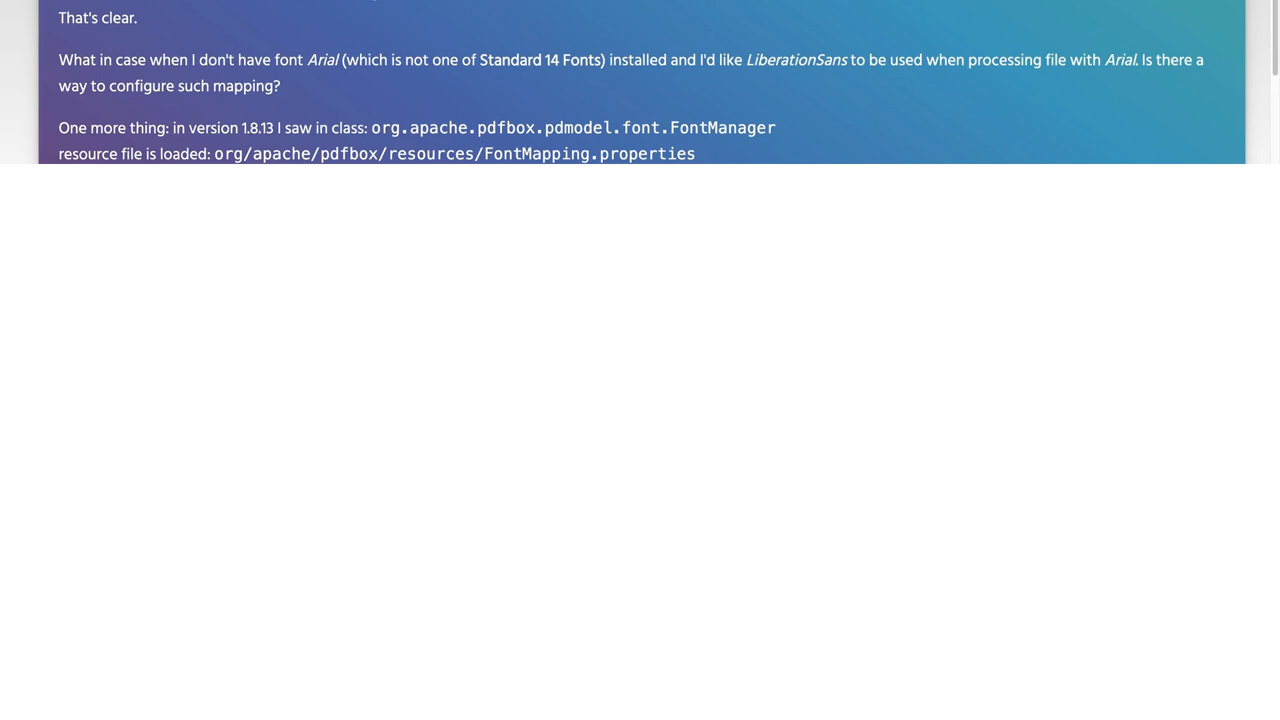 That's clear.
What in case when I don't have font Arial (which is not one of Standard 14 Fonts) installed and I'd like LiberationSans to be used when processing file with Arial. Is there a
way to configure such mapping?
One more thing: in version 1.8.13 I saw in class: org.apache.pdfbox.pdmodel.font.FontManager
resource file is loaded: org/apache/pdfbox/resources/FontMapping.properties